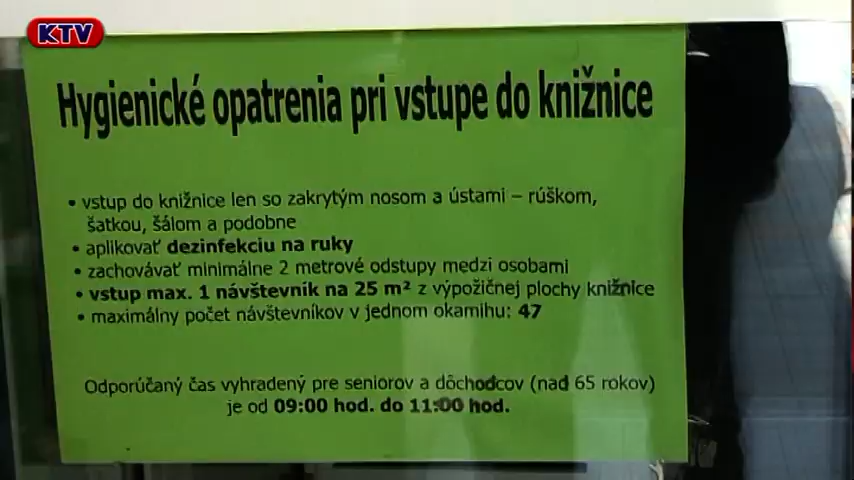 KTV
Hygienické opatrenia pri vstupe do knižnice
• vstup do knižnice len so zakrytým nosom a ústami – rúškom,
šatkou, šálom a podobne
• aplikovať dezinfekciu na ruky
• zachovávať minimálne 2 metrové odstupy medzi osobami
• vstup max. 1 návštevník na 25 m² z výpožičnej plochy knižnice
• maximálny počet návštevníkov v jednom okamihu: 47
Odporúčaný čas vyhradený pre seniorov a dôchodcov (nad 65 rokov)
je od 09:00 hod. do 11:00 hod.